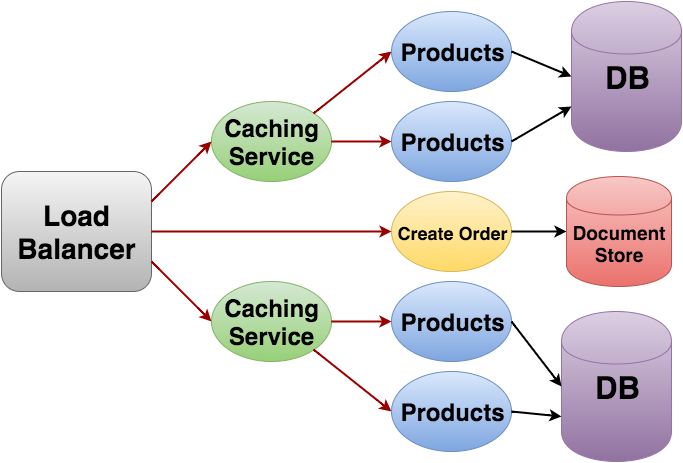 Products
DB
Caching
Service
Products
Load
Balancer
Create Order
Document
Store
Caching
Service
Products
DB
Products